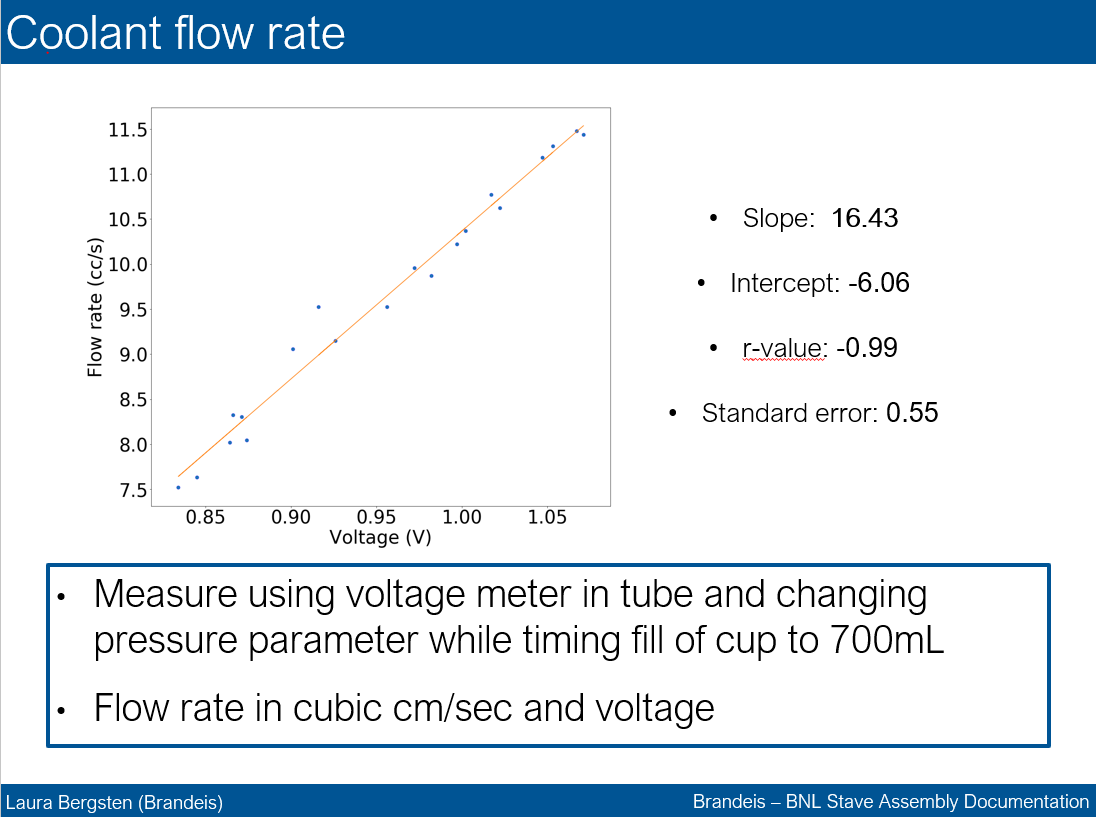 Coolant flow rate
11.5
11.0
10.5
10.0
9.5
9.0
8.5
8.0
7.5
Flow rate (cc/s)
0.85 0.90 0.95 1.00 1.05
Voltage (V)
• Slope: 16.43
• Intercept: -6.06
• r-value: -0.99
• Standard error: 0.55
• Measure using voltage meter in tube and changing
pressure parameter while timing fill of cup to 700mL
• Flow rate in cubic cm/sec and voltage
Laura Bergsten (Brandeis)
Brandeis – BNL Stave Assembly Documentation